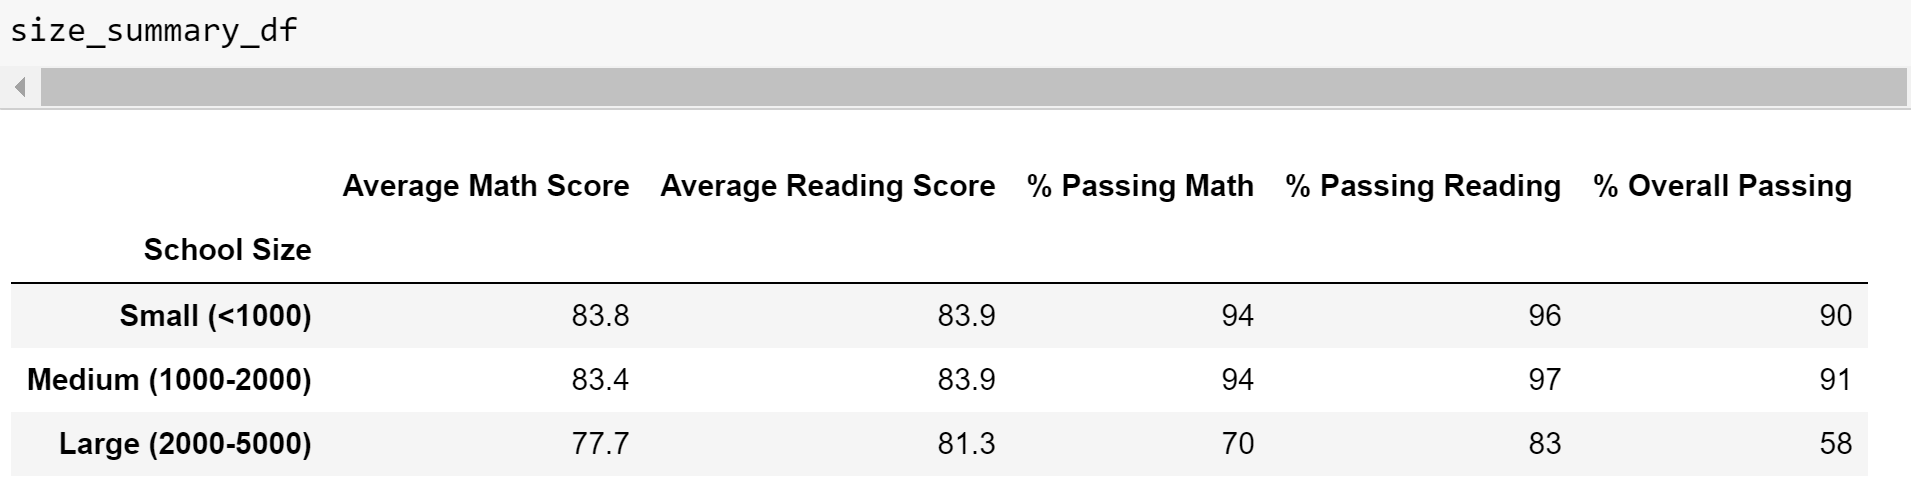 size_summary_df
Average Math Score Average Reading Score % Passing Math % Passing Reading % Overall Passing
School Size
Small (<1000) 83.8 83.9 94 96 90
Medium (1000-2000) 83.4 83.9 94 97 91
Large (2000-5000) 77.7 81.3 70 83 58